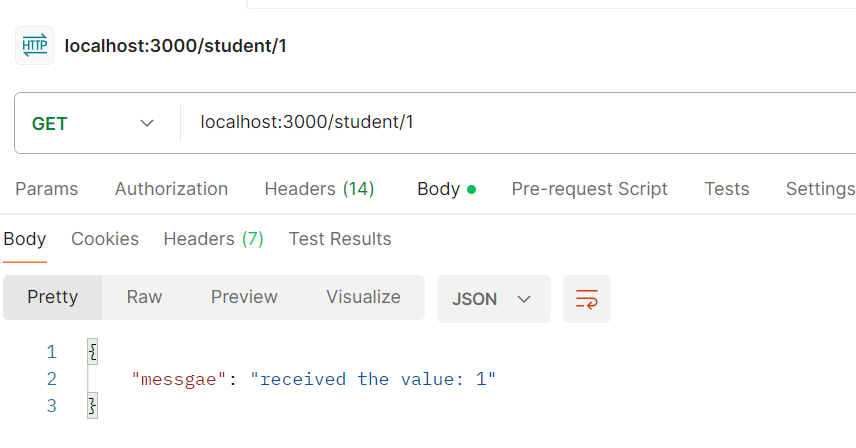 HTTP localhost:3000/student/1
GET localhost:3000/student/1
Params Authorization Headers (14) Body Pre-request Script Tests Settings
Body Cookies Headers (7) Test Results
Pretty Raw Preview Visualize JSON
1 {
2 "messgae": "received the value: 1"
3 }